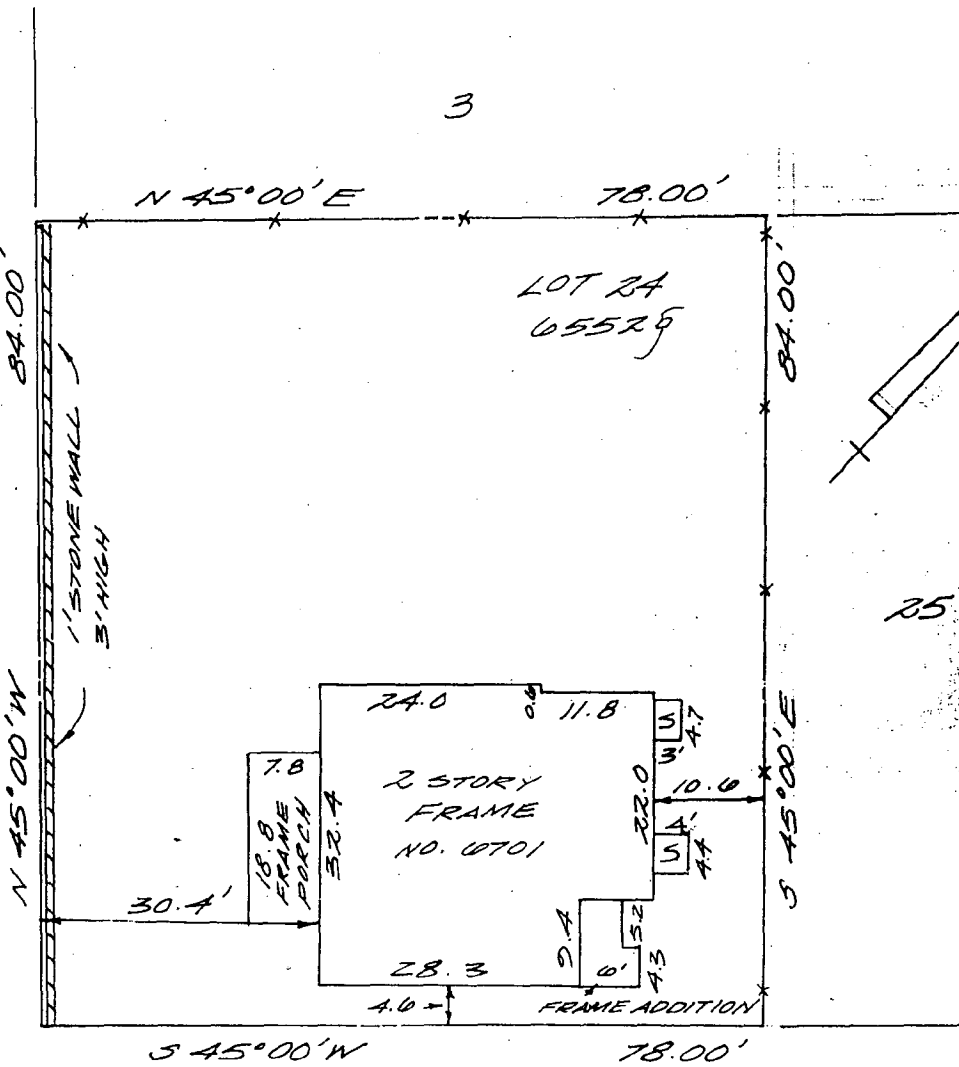 3
N 45°00' E 78.00'
LOT 24
6552 ⌀
84.00'
84.00'
1' STONE WALL
3' HIGH
25
N 45°00' W
S 45°00' E
24.0
0.6
11.8
S
4.7
3'
7.8
2 STORY
FRAME
NO. 6701
18.8
FRAME
PORCH
32.4
22.0
10.6
4'
S
4.4
30.4'
9.4
5.2
4.3
6'
28.3
4.6
FRAME ADDITION
S 45°00' W 78.00'